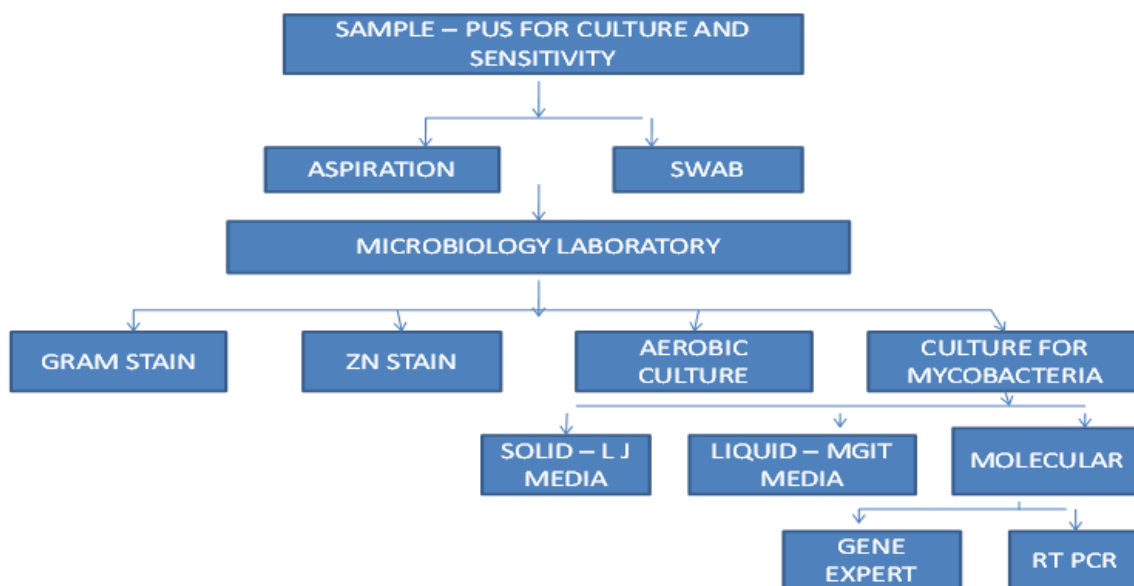 SAMPLE – PUS FOR CULTURE AND
SENSITIVITY
ASPIRATION
SWAB
MICROBIOLOGY LABORATORY
GRAM STAIN
ZN STAIN
AEROBIC
CULTURE
CULTURE FOR
MYCOBACTERIA
SOLID – L J
MEDIA
LIQUID – MGIT
MEDIA
MOLECULAR
GENE
EXPERT
RT PCR